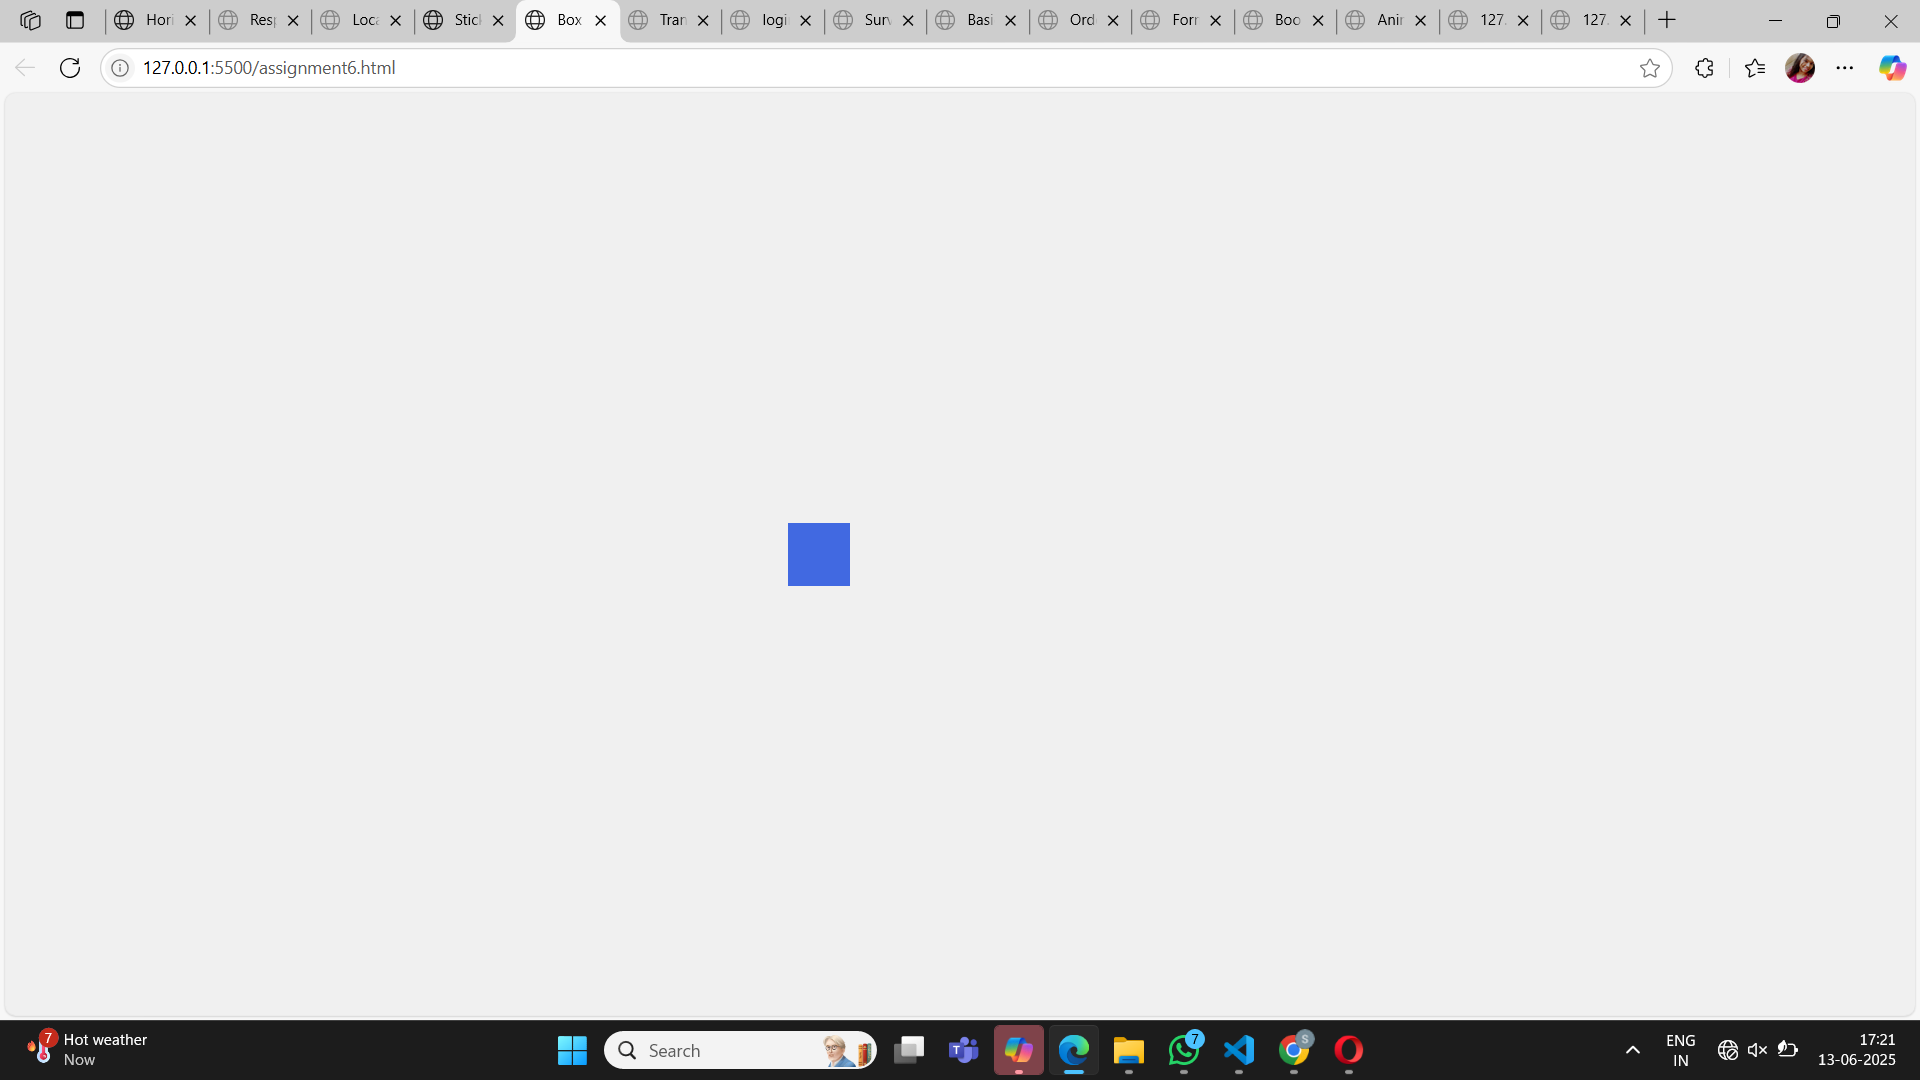 Hori
Resp
Loca
Stick
Box
Tran
logi
Surv
Basi
Ord
Forr
Boo
Anir
127.
127.
127.0.0.1:5500/assignment6.html
7
Hot weather
Now
Search
T
7
S
ENG
IN
17:21
13-06-2025